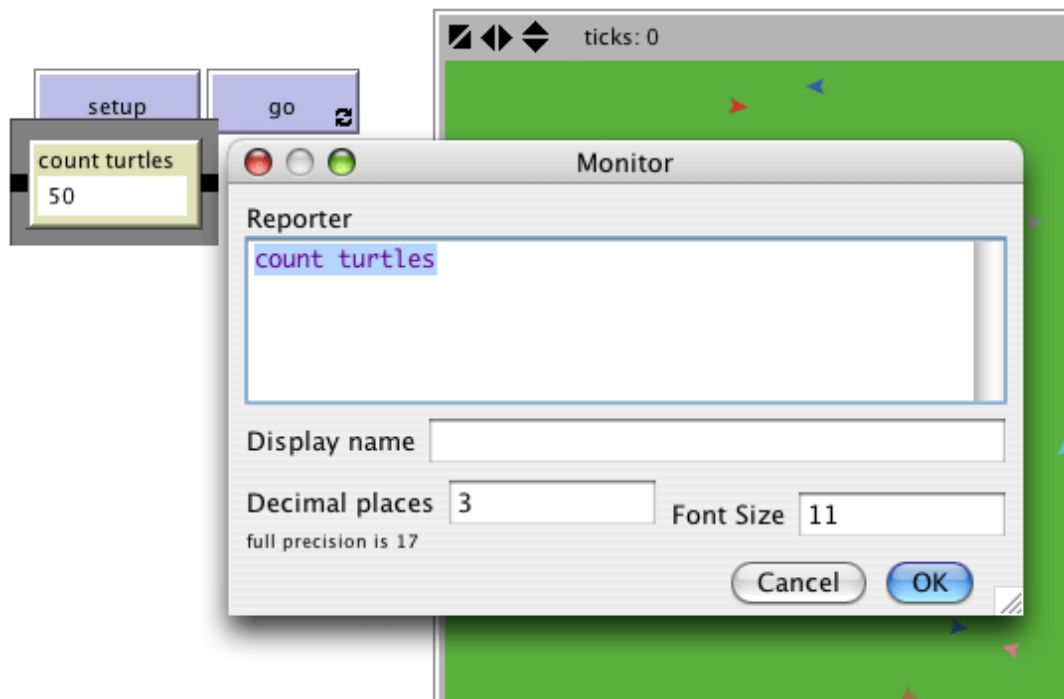 ticks: 0
setup
go
count turtles
50
Monitor
Reporter
count turtles
Display name
Decimal places 3
full precision is 17
Font Size 11
Cancel
OK